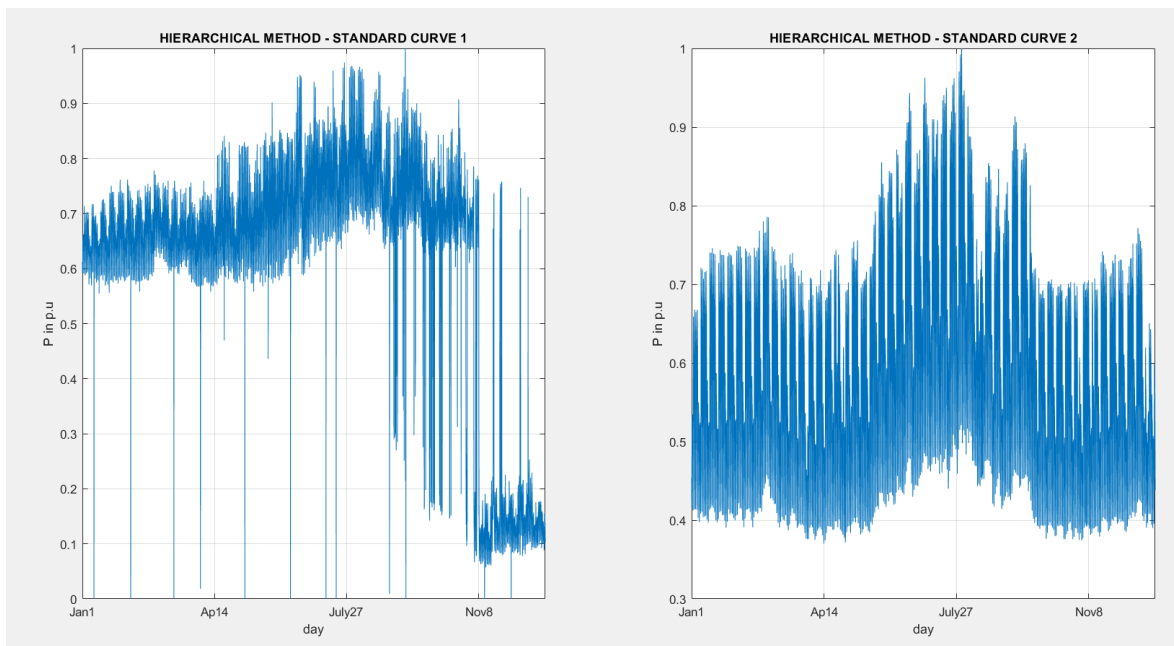 HIERARCHICAL METHOD - STANDARD CURVE 1
1
0.9
0.8
0.7
0.6
0.5
0.4
0.3
0.2
0.1
0
P in p.u
Jan1
Ap14
July27
Nov8
day
HIERARCHICAL METHOD - STANDARD CURVE 2
1
0.9
0.8
0.7
0.6
0.5
0.4
0.3
P in p.u
Jan1
Ap14
July27
Nov8
day